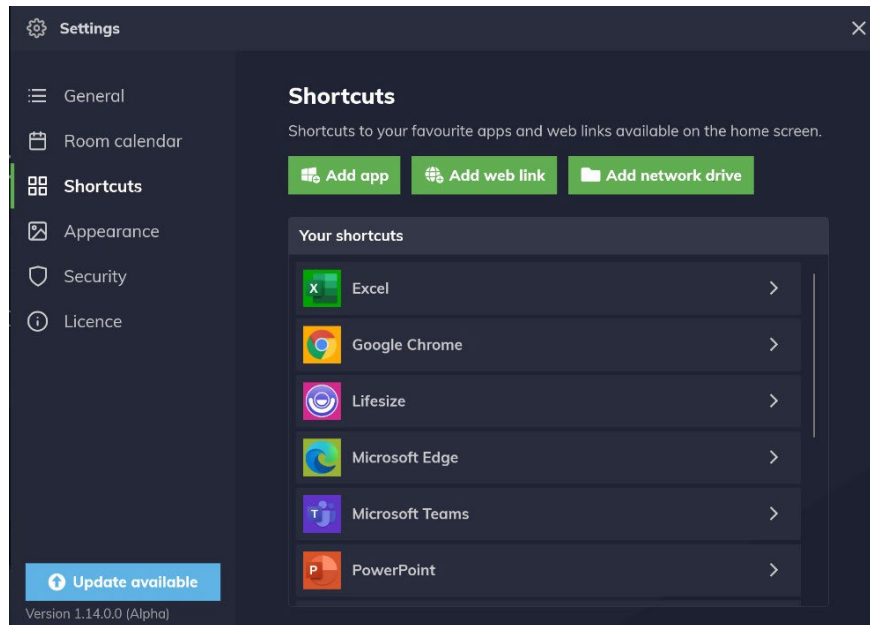 Settings
General
Room calendar
Shortcuts
Appearance
Security
Licence
Update available
Version 1.14.0.0 (Alpha)
Shortcuts
Shortcuts to your favourite apps and web links available on the home screen.
Add app
Add web link
Add network drive
Your shortcuts
Excel
Google Chrome
Lifesize
Microsoft Edge
Microsoft Teams
PowerPoint